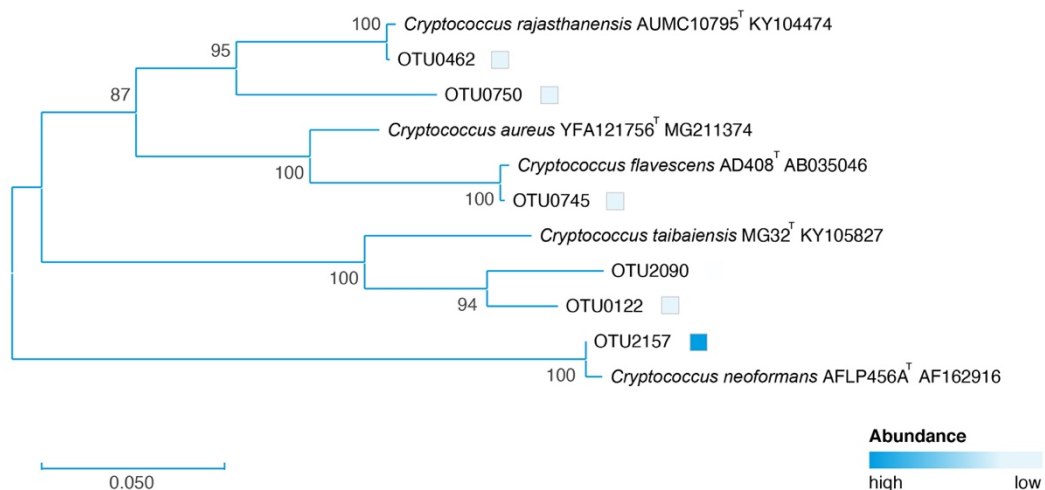 100 Cryptococcus rajasthanensis AUMC10795ᵀ KY104474
95
OTU0462
87
OTU0750
Cryptococcus aureus YFA121756ᵀ MG211374
100
Cryptococcus flavescens AD408ᵀ AB035046
100 OTU0745
Cryptococcus taibaiensis MG32ᵀ KY105827
100
OTU2090
94
OTU0122
OTU2157
100
Cryptococcus neoformans AFLP456Aᵀ AF162916
Abundance
high low
0.050